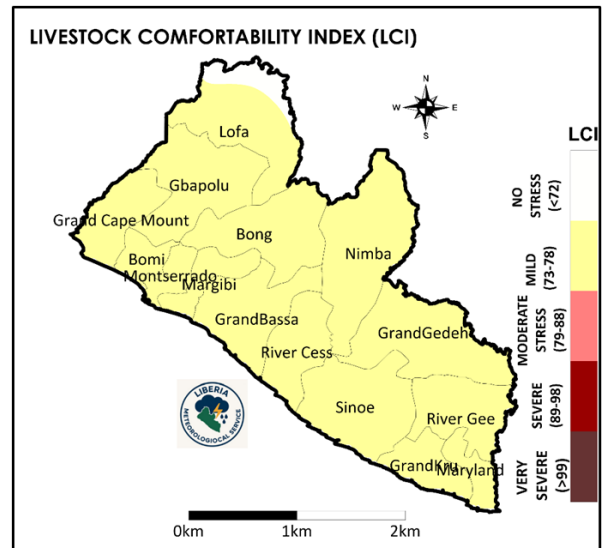 LIVESTOCK COMFORTABILITY INDEX (LCI)
N
W E
S
LCI
Lofa
NO
STRESS
(<72)
Gbapolu
Grand Cape Mount
Bong
Nimba
MILD
(73-78)
Bomi
Montserrado
Margibi
GrandBassa
GrandGedeh
MODERATE
STRESS
(79-88)
River Cess
Sinoe
River Gee
SEVERE
(89-98)
LIBERIA
METEOROLOGIOCAL SERVICE
GrandKru
Maryland
VERY
SEVERE
(>99)
0km 1km 2km